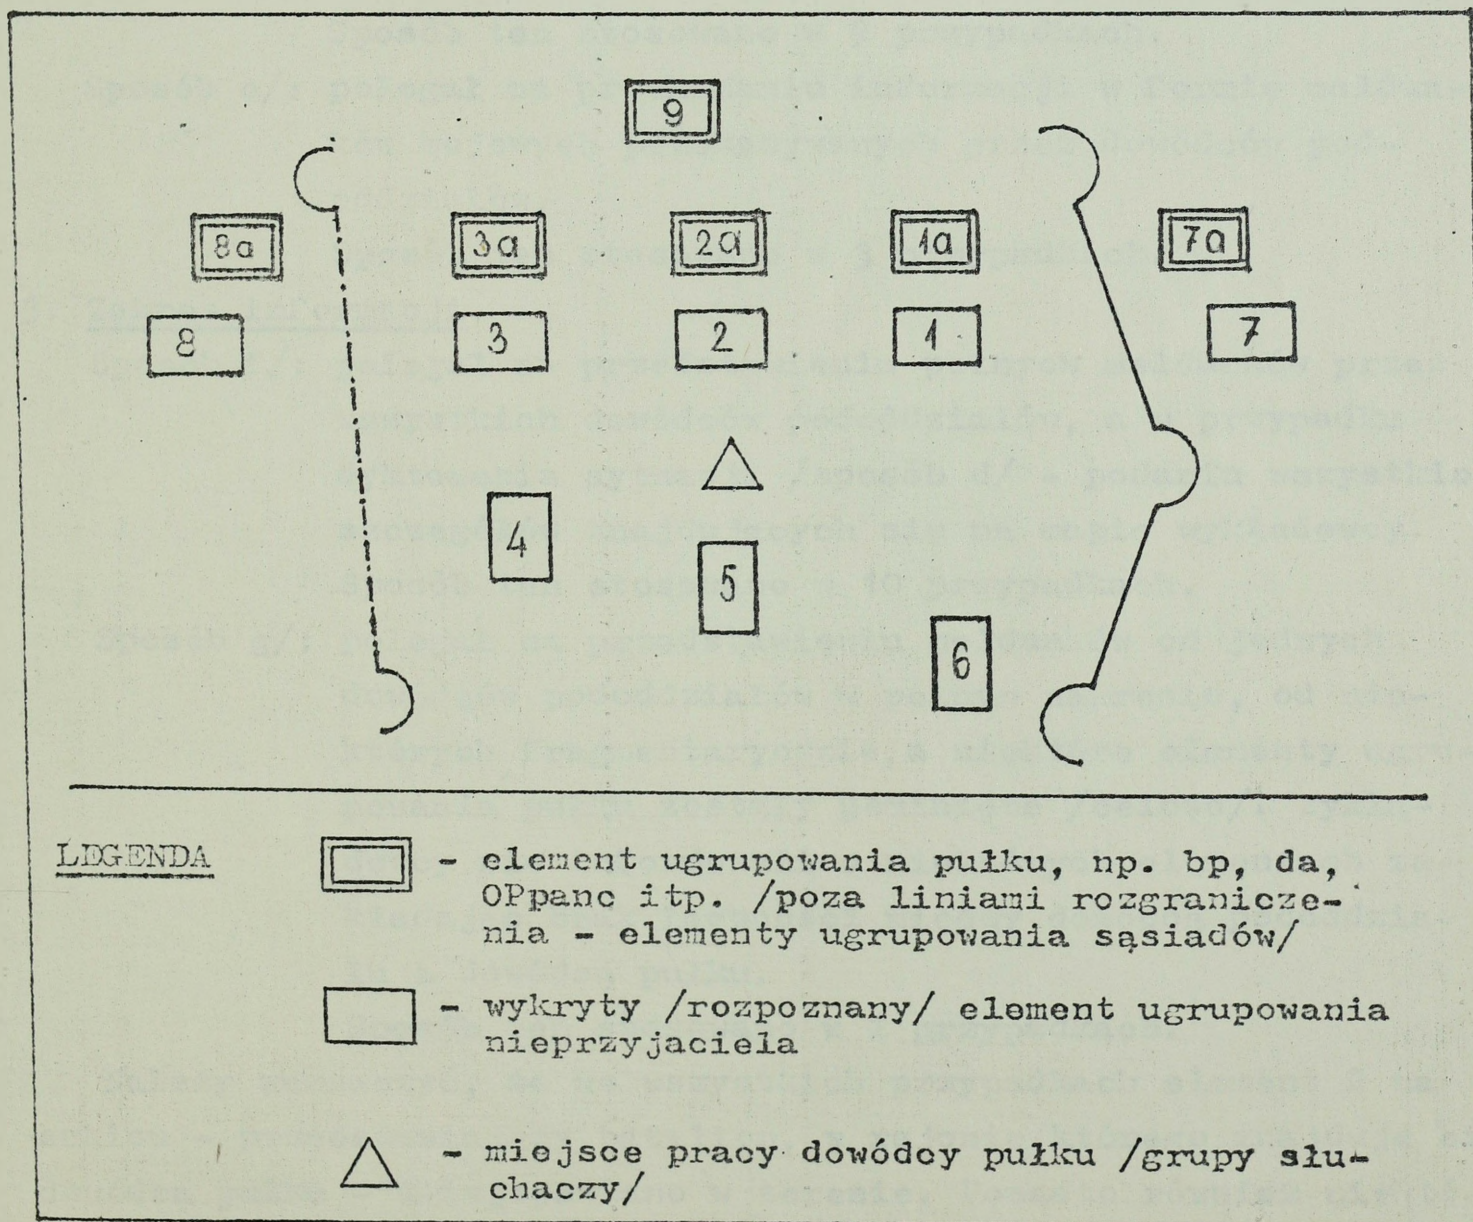 9
8a 3a 2a 1a 7a
8 3 2 1 7
4
5
6
LEGENDA
- element ugrupowania pułku, np. bp, da,
OPpanc itp. /poza liniami rozgranicze-
nia - elementy ugrupowania sąsiadów/
- wykryty /rozpoznany/ element ugrupowania
nieprzyjaciela
- miejsce pracy dowódcy pułku /grupy słu-
chaczy/